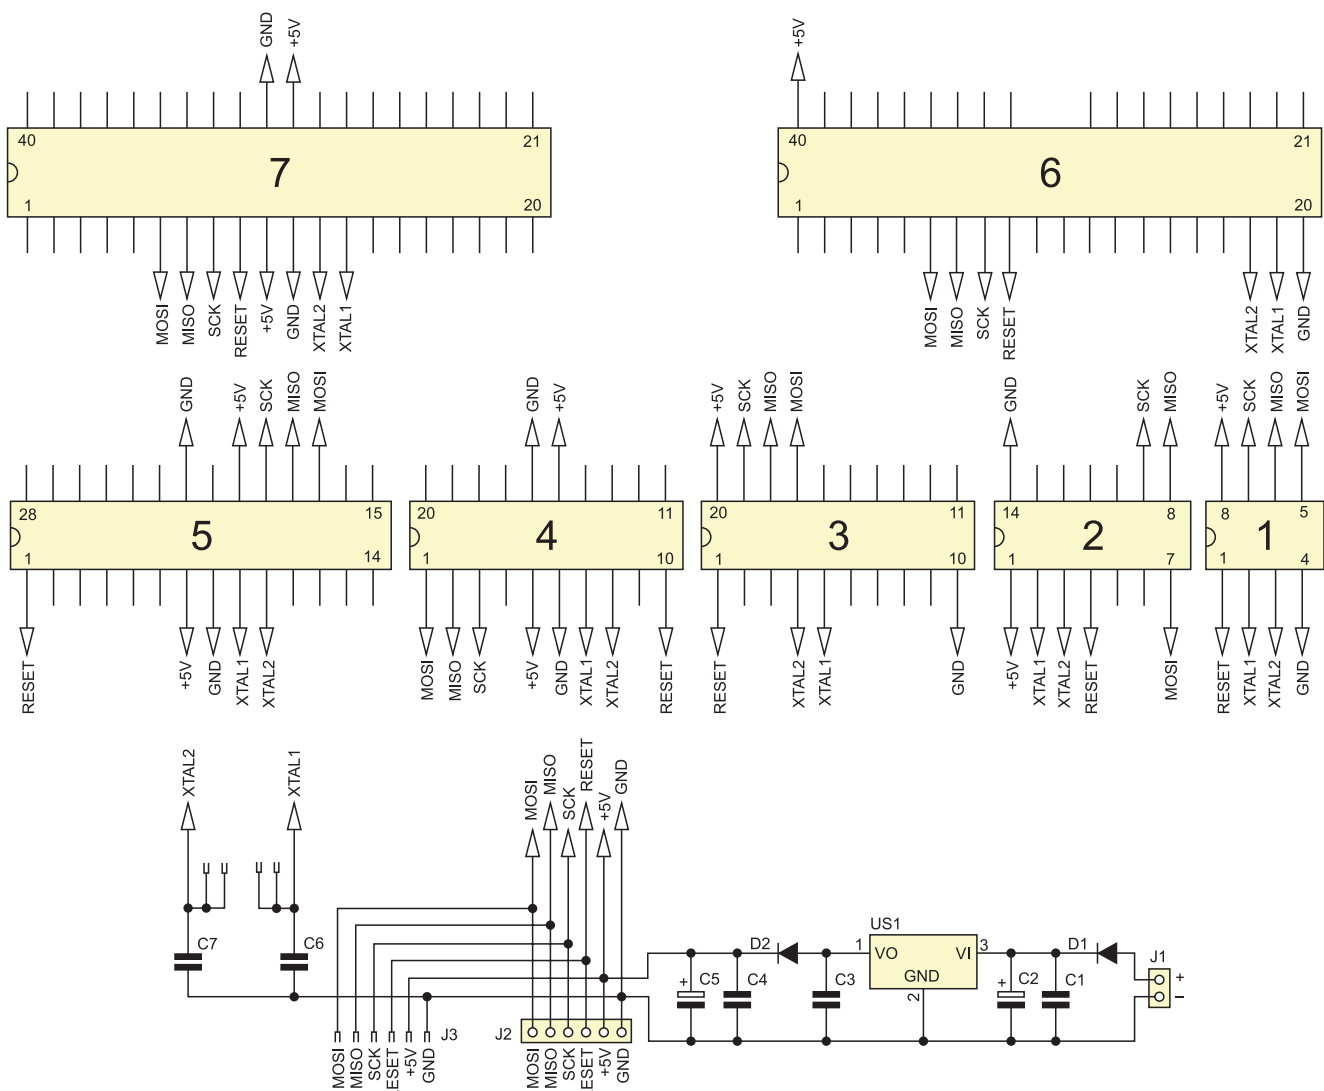 GND
+5V
+5V
40
21
7
1
20
40
21
6
1
20
MOSI
MISO
SCK
RESET
+5V
GND
XTAL2
XTAL1
MOSI
MISO
SCK
RESET
XTAL2
XTAL1
GND
GND
+5V
SCK
MISO
MOSI
GND
+5V
+5V
SCK
MISO
MOSI
GND
SCK
MISO
+5V
SCK
MISO
MOSI
28
15
5
1
14
20
11
4
1
10
20
11
3
1
10
14
8
2
1
7
8
5
1
1
4
RESET
+5V
GND
XTAL1
XTAL2
MOSI
MISO
SCK
+5V
GND
XTAL1
XTAL2
RESET
RESET
XTAL2
XTAL1
GND
+5V
XTAL1
XTAL2
RESET
MOSI
RESET
XTAL1
XTAL2
GND
XTAL2
XTAL1
MOSI
MISO
SCK
RESET
+5V
GND
C7
C6
C5
+
C4
D2
C3
US1
1
VO
VI
3
GND
2
C2
+
C1
D1
J1
+
–
J3
J2
MOSI
MISO
SCK
ESET
+5V
GND
MOSI
MISO
SCK
ESET
+5V
GND